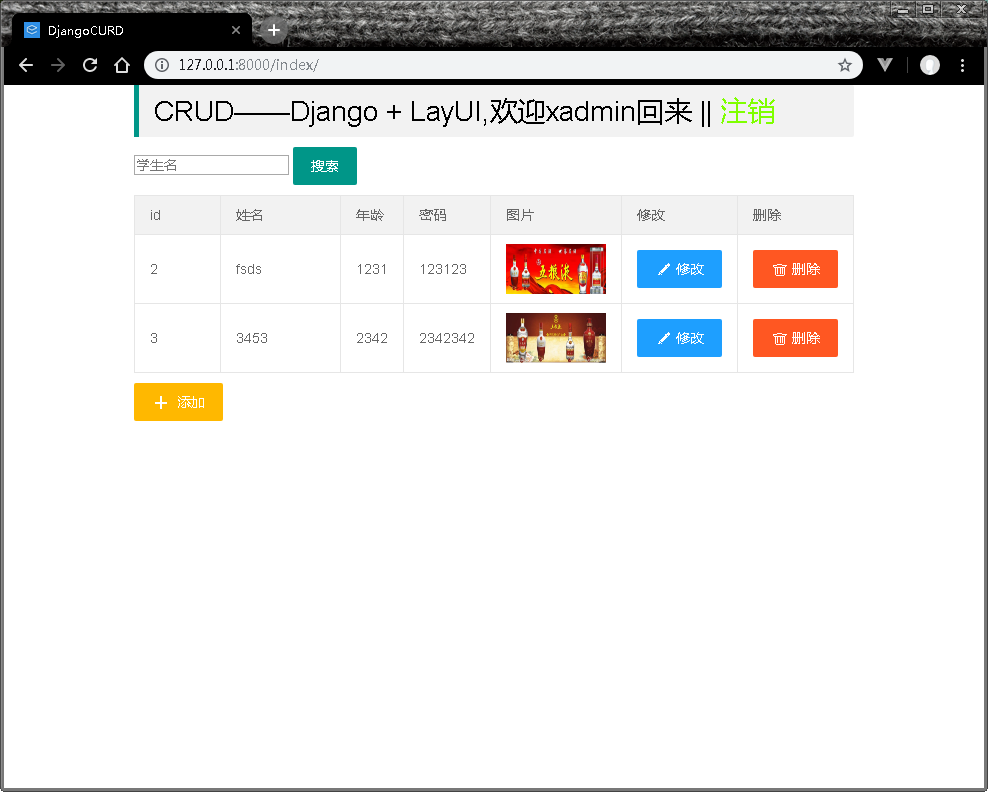 DjangoCURD
127.0.0.1:8000/index/
CRUD——Django + LayUI,欢迎xadmin回来 || 注销
学生名 搜索
id 姓名 年龄 密码 图片 修改 删除
2 fsds 1231 123123 五粮液 修改 删除
3 3453 2342 2342342 修改 删除
添加